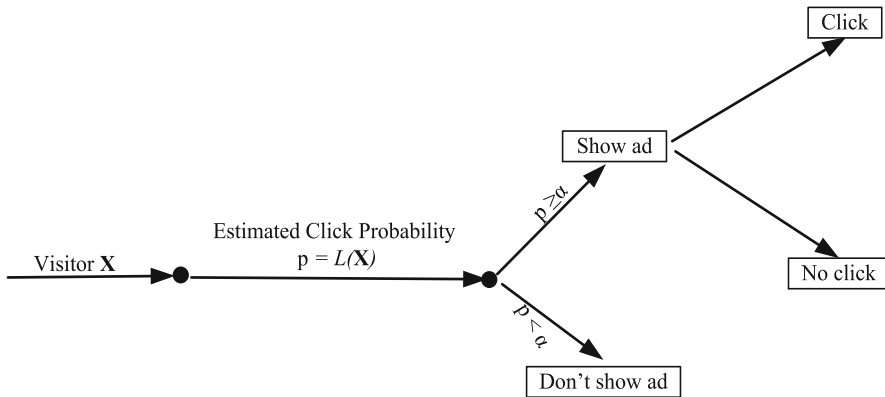 Click
Show ad
p ≥ α
Estimated Click Probability
p = L(X)
Visitor X
No click
p < α
Don't show ad